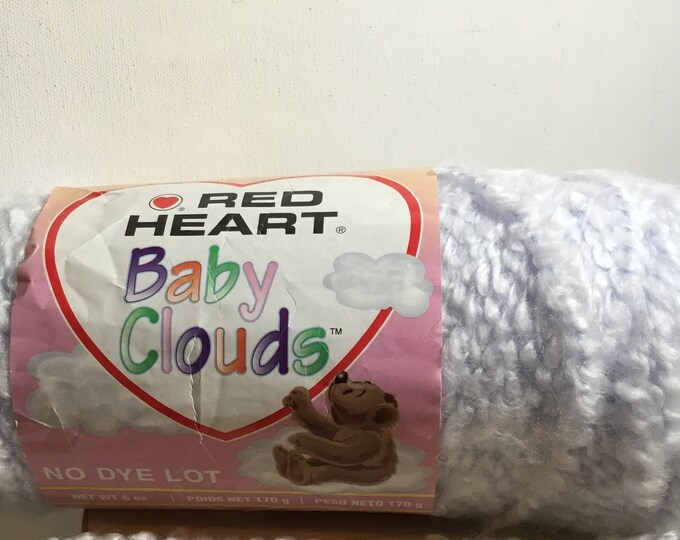 RED
HEART®
Baby
Clouds™
NO DYE LOT
NET WT 6 oz | POIDS NET 170 g | PESO NETO 170 g